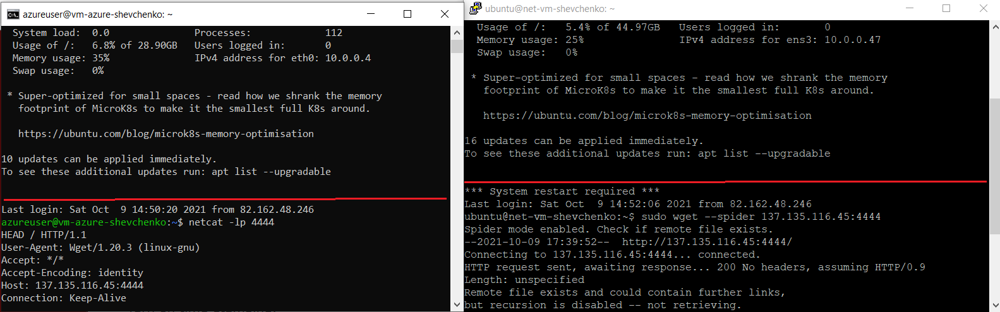 azureuser@vm-azure-shevchenko: ~
System load:  0.0               Processes:             112
Usage of /:   6.8% of 28.90GB   Users logged in:       0
Memory usage: 35%               IPv4 address for eth0: 10.0.0.4
Swap usage:   0%
* Super-optimized for small spaces - read how we shrank the memory
footprint of MicroK8s to make it the smallest full K8s around.
https://ubuntu.com/blog/microk8s-memory-optimisation
10 updates can be applied immediately.
To see these additional updates run: apt list --upgradable
Last login: Sat Oct  9 14:50:20 2021 from 82.162.48.246
azureuser@vm-azure-shevchenko:~$ netcat -lp 4444
HEAD / HTTP/1.1
User-Agent: Wget/1.20.3 (linux-gnu)
Accept: */*
Accept-Encoding: identity
Host: 137.135.116.45:4444
Connection: Keep-Alive
ubuntu@net-vm-shevchenko: ~
Usage of /:   5.4% of 44.97GB   Users logged in:       0
Memory usage: 25%               IPv4 address for ens3: 10.0.0.47
Swap usage:   0%
* Super-optimized for small spaces - read how we shrank the memory
footprint of MicroK8s to make it the smallest full K8s around.
https://ubuntu.com/blog/microk8s-memory-optimisation
16 updates can be applied immediately.
To see these additional updates run: apt list --upgradable
*** System restart required ***
Last login: Sat Oct  9 14:52:06 2021 from 82.162.48.246
ubuntu@net-vm-shevchenko:~$ sudo wget --spider 137.135.116.45:4444
Spider mode enabled. Check if remote file exists.
--2021-10-09 17:39:52--  http://137.135.116.45:4444/
Connecting to 137.135.116.45:4444... connected.
HTTP request sent, awaiting response... 200 No headers, assuming HTTP/0.9
Length: unspecified
Remote file exists and could contain further links,
but recursion is disabled -- not retrieving.